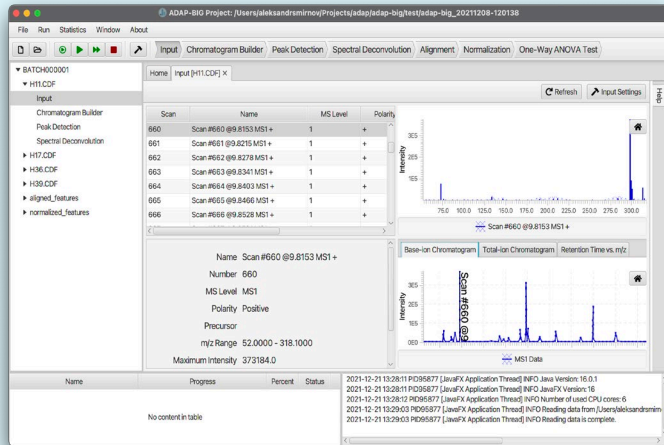 ADAP-BIG Project: /Users/aleksandrsmirnov/Projects/adap/adap-big/test/adap-big_20211208-120138
File Run Statistics Window About
Input Chromatogram Builder Peak Detection Spectral Deconvolution Alignment Normalization One-Way ANOVA Test
BATCH000001
H11.CDF
Input
Chromatogram Builder
Peak Detection
Spectral Deconvolution
H17.CDF
H36.CDF
H39.CDF
aligned_features
normalized_features
Home Input [H11.CDF] ×
Refresh Input Settings
Help
Scan Name MS Level Polarity
660 Scan #660 @9.8153 MS1 + 1 +
661 Scan #661 @9.8215 MS1 + 1 +
662 Scan #662 @9.8278 MS1 + 1 +
663 Scan #663 @9.8341 MS1 + 1 +
664 Scan #664 @9.8403 MS1 + 1 +
665 Scan #665 @9.8466 MS1 + 1 +
666 Scan #666 @9.8528 MS1 + 1 +
Intensity
3E5
2E5
1E5
75.0 100.0 125.0 150.0 175.0 200.0 225.0 250.0 275.0 300.0
Scan #660 @9.8153 MS1 +
Name Scan #660 @9.8153 MS1 +
Number 660
MS Level MS1
Polarity Positive
Precursor
m/z Range 52.0000 - 318.1000
Maximum Intensity 373184.0
Base-ion Chromatogram Total-ion Chromatogram Retention Time vs. m/z
Intensity
3E5
2E5
1E5
0E0
Scan #660 @9
MS1 Data
Name Progress Percent Status
No content in table
2021-12-21 13:28:11 PID95877 [JavaFX Application Thread] INFO Java Version: 16.0.1
2021-12-21 13:28:11 PID95877 [JavaFX Application Thread] INFO JavaFX Version: 16
2021-12-21 13:28:12 PID95877 [JavaFX Application Thread] INFO Number of used CPU cores: 6
2021-12-21 13:29:03 PID95877 [JavaFX Application Thread] INFO Reading data from /Users/aleksandrsmirn
2021-12-21 13:29:03 PID95877 [JavaFX Application Thread] INFO Reading data is complete.